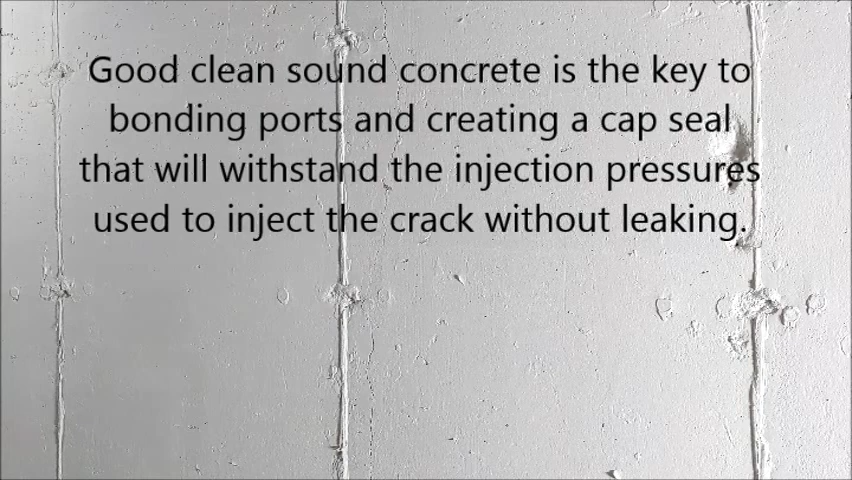 Good clean sound concrete is the key to
bonding ports and creating a cap seal
that will withstand the injection pressures
used to inject the crack without leaking.